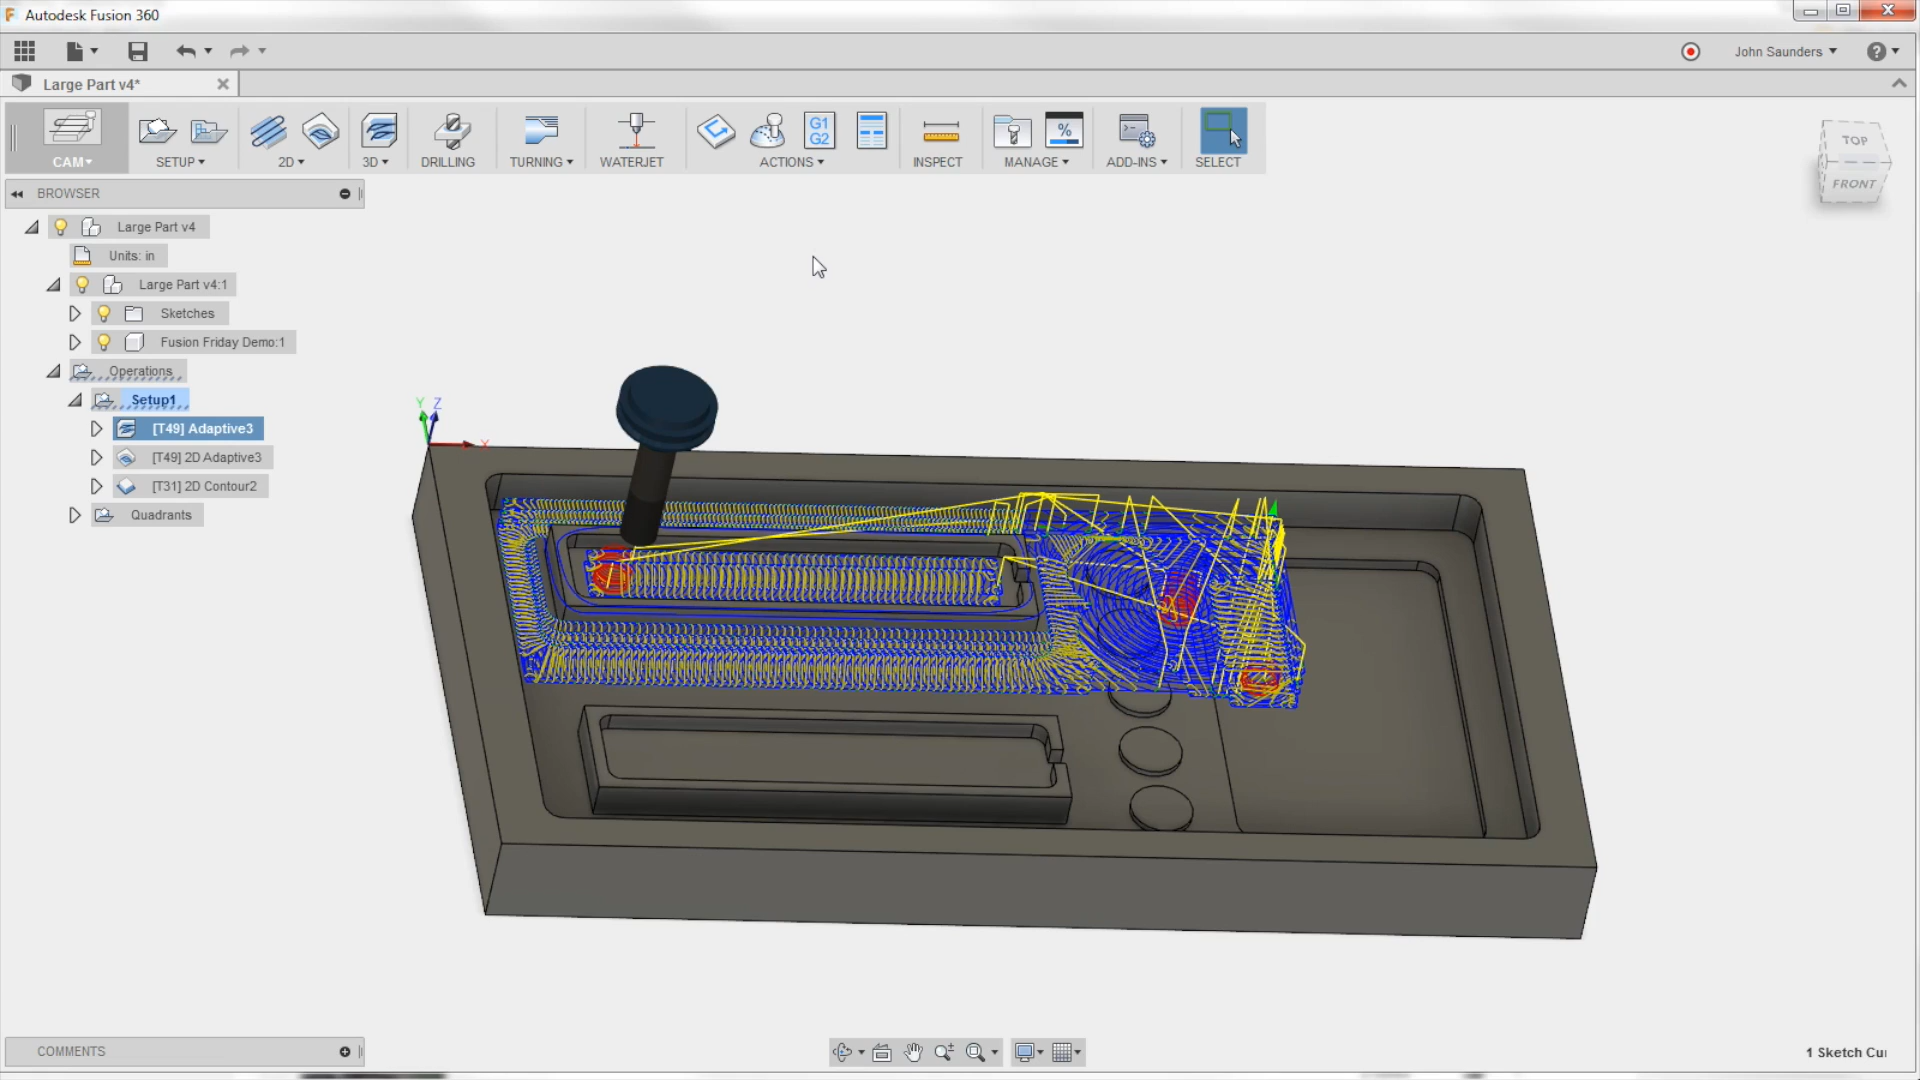 Autodesk Fusion 360
John Saunders
Large Part v4*
CAM
SETUP
2D
3D
DRILLING
TURNING
WATERJET
G1
G2
ACTIONS
INSPECT
%
MANAGE
ADD-INS
SELECT
TOP
FRONT
BROWSER
Large Part v4
Units: in
Large Part v4:1
Sketches
Fusion Friday Demo:1
Operations
Setup1
[T49] Adaptive3
[T49] 2D Adaptive3
[T31] 2D Contour2
Quadrants
Y Z
X
COMMENTS
1 Sketch Cu